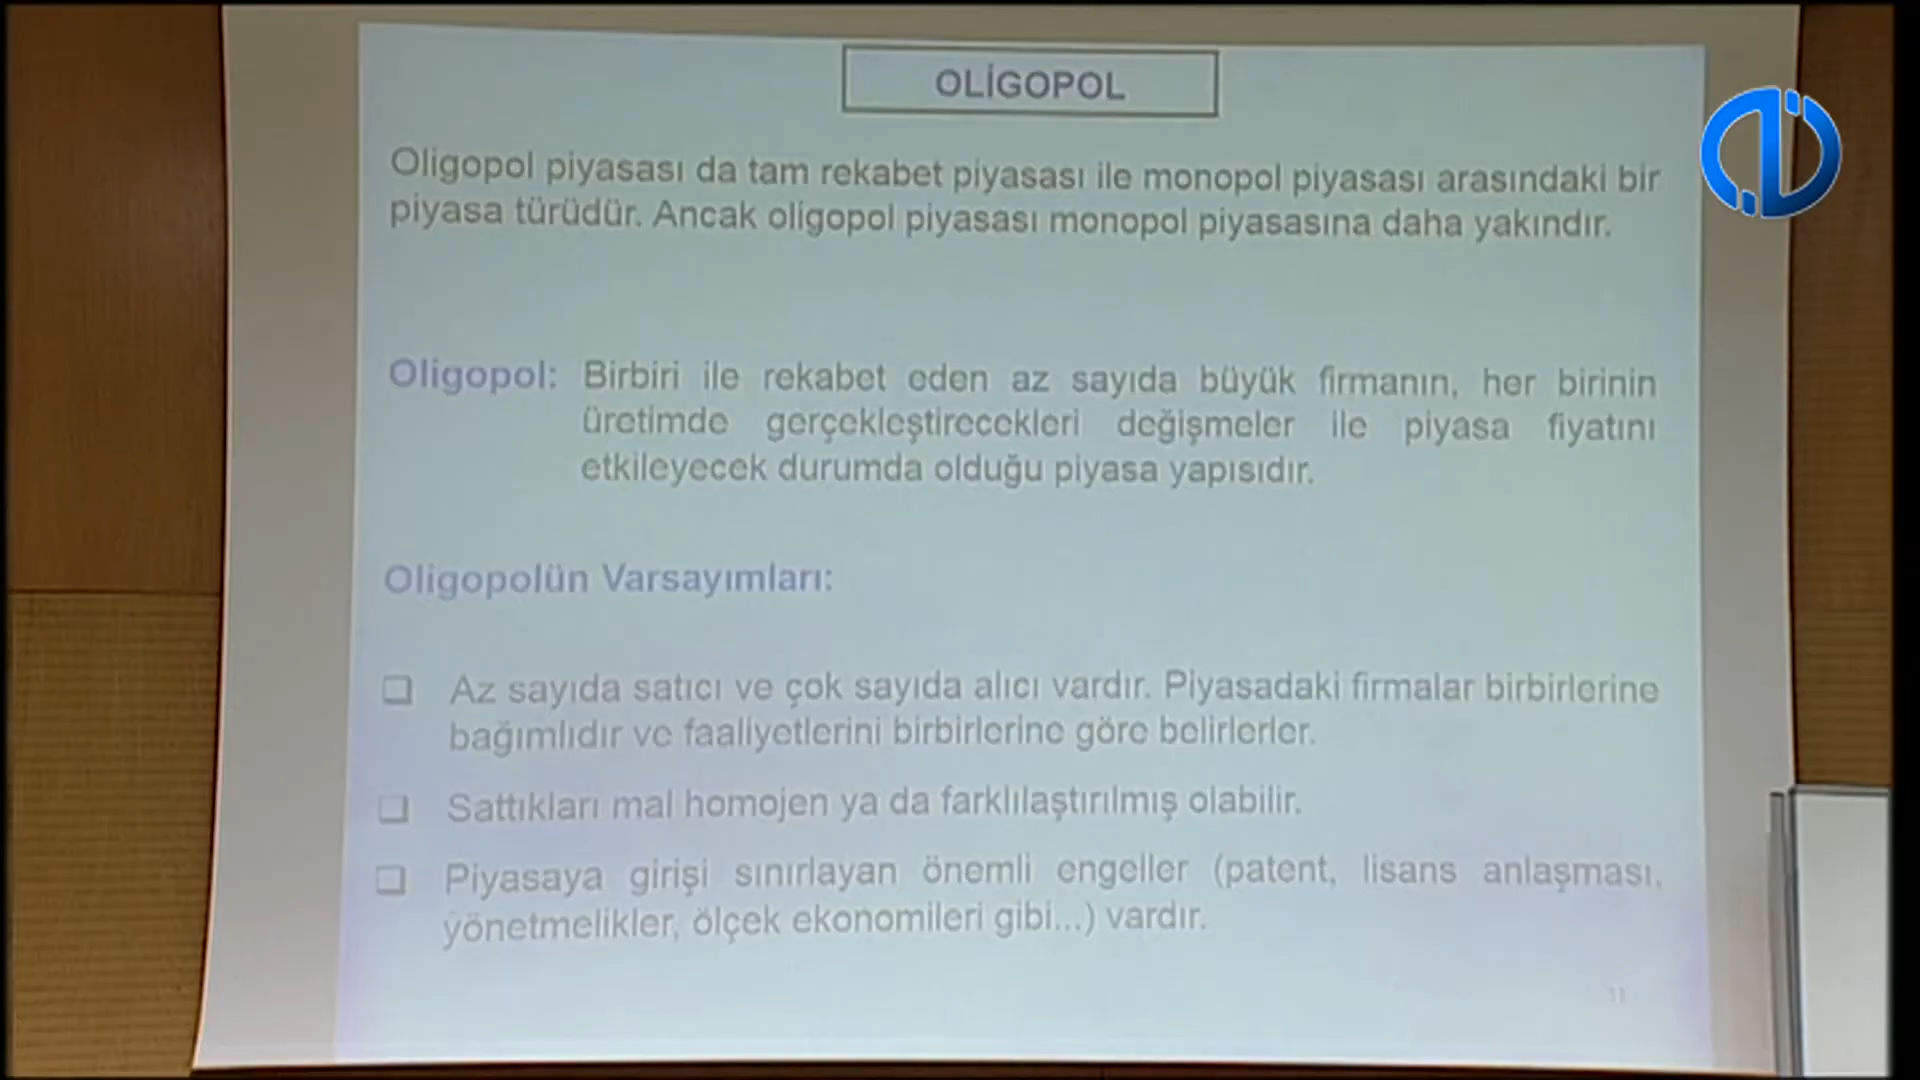 OLİGOPOL
Oligopol piyasası da tam rekabet piyasası ile monopol piyasası arasındaki bir
piyasa türüdür. Ancak oligopol piyasası monopol piyasasına daha yakındır.
Oligopol: Birbiri ile rekabet eden az sayıda büyük firmanın, her birinin
üretimde gerçekleştirecekleri değişmeler ile piyasa fiyatını
etkileyecek durumda olduğu piyasa yapısıdır.
Oligopolün Varsayımları:
❑ Az sayıda satıcı ve çok sayıda alıcı vardır. Piyasadaki firmalar birbirlerine
bağımlıdır ve faaliyetlerini birbirlerine göre belirlerler.
❑ Sattıkları mal homojen ya da farklılaştırılmış olabilir.
❑ Piyasaya girişi sınırlayan önemli engeller (patent, lisans anlaşması,
yönetmelikler, ölçek ekonomileri gibi...) vardır.
11